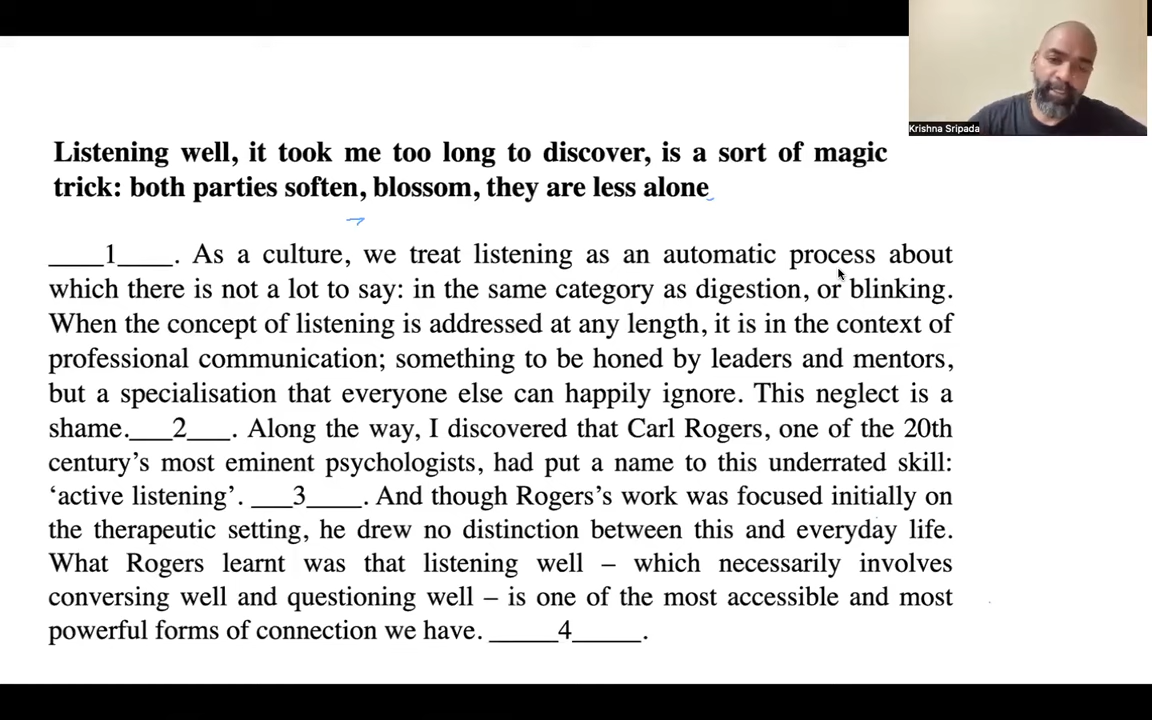 Krishna Sripada
Listening well, it took me too long to discover, is a sort of magic
trick: both parties soften, blossom, they are less alone
____1____. As a culture, we treat listening as an automatic process about
which there is not a lot to say: in the same category as digestion, or blinking.
When the concept of listening is addressed at any length, it is in the context of
professional communication; something to be honed by leaders and mentors,
but a specialisation that everyone else can happily ignore. This neglect is a
shame.___2___. Along the way, I discovered that Carl Rogers, one of the 20th
century’s most eminent psychologists, had put a name to this underrated skill:
‘active listening’. ___3____. And though Rogers’s work was focused initially on
the therapeutic setting, he drew no distinction between this and everyday life.
What Rogers learnt was that listening well – which necessarily involves
conversing well and questioning well – is one of the most accessible and most
powerful forms of connection we have. _____4_____.